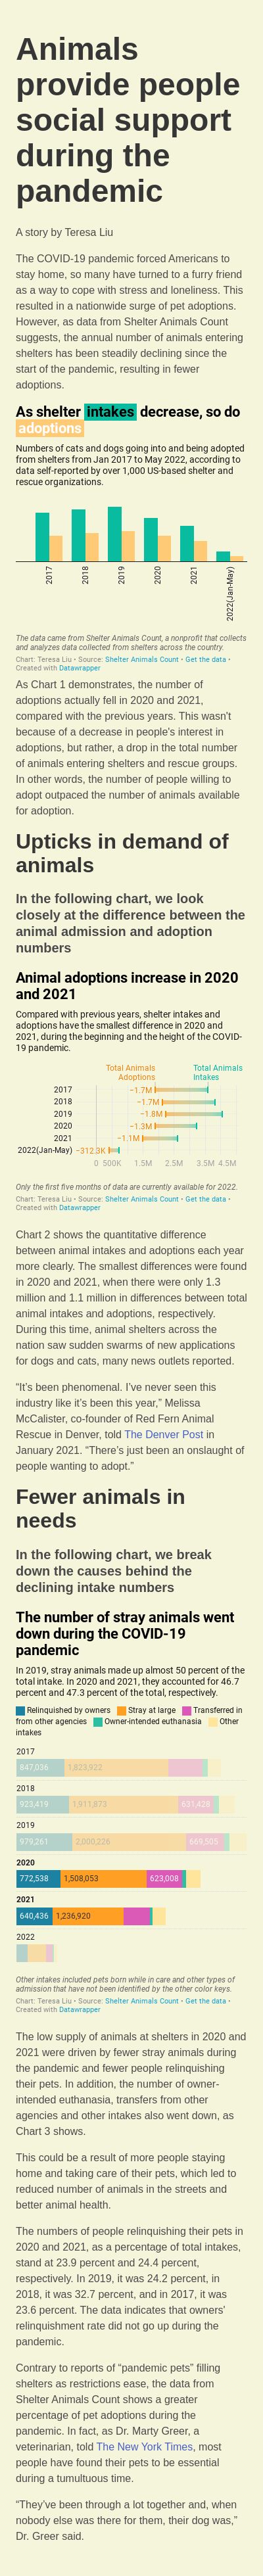 Animals
provide people
social support
during the
pandemic
A story by Teresa Liu
The COVID-19 pandemic forced Americans to
stay home, so many have turned to a furry friend
as a way to cope with stress and loneliness. This
resulted in a nationwide surge of pet adoptions.
However, as data from Shelter Animals Count
suggests, the annual number of animals entering
shelters has been steadily declining since the
start of the pandemic, resulting in fewer
adoptions.
As shelter intakes decrease, so do
adoptions
Numbers of cats and dogs going into and being adopted
from shelters from Jan 2017 to May 2022, according to
data self-reported by over 1,000 US-based shelter and
rescue organizations.
2017
2018
2019
2020
2021
2022(Jan-May)
The data came from Shelter Animals Count, a nonprofit that collects
and analyzes data collected from shelters across the country.
Chart: Teresa Liu • Source: Shelter Animals Count • Get the data •
Created with Datawrapper
As Chart 1 demonstrates, the number of
adoptions actually fell in 2020 and 2021,
compared with the previous years. This wasn't
because of a decrease in people's interest in
adoptions, but rather, a drop in the total number
of animals entering shelters and rescue groups.
In other words, the number of people willing to
adopt outpaced the number of animals available
for adoption.
Upticks in demand of
animals
In the following chart, we look
closely at the difference between the
animal admission and adoption
numbers
Animal adoptions increase in 2020
and 2021
Compared with previous years, shelter intakes and
adoptions have the smallest difference in 2020 and
2021, during the beginning and the height of the COVID-
19 pandemic.
Total Animals Total Animals
Adoptions Intakes
2017 −1.7M
2018 −1.7M
2019 −1.8M
2020 −1.3M
2021 −1.1M
2022(Jan-May) −312.3K
0 500K 1.5M 2.5M 3.5M 4.5M
Only the first five months of data are currently available for 2022.
Chart: Teresa Liu • Source: Shelter Animals Count • Get the data •
Created with Datawrapper
Chart 2 shows the quantitative difference
between animal intakes and adoptions each year
more clearly. The smallest differences were found
in 2020 and 2021, when there were only 1.3
million and 1.1 million in differences between total
animal intakes and adoptions, respectively.
During this time, animal shelters across the
nation saw sudden swarms of new applications
for dogs and cats, many news outlets reported.
“It’s been phenomenal. I’ve never seen this
industry like it’s been this year,” Melissa
McCalister, co-founder of Red Fern Animal
Rescue in Denver, told The Denver Post in
January 2021. “There’s just been an onslaught of
people wanting to adopt.”
Fewer animals in
needs
In the following chart, we break
down the causes behind the
declining intake numbers
The number of stray animals went
down during the COVID-19
pandemic
In 2019, stray animals made up almost 50 percent of the
total intake. In 2020 and 2021, they accounted for 46.7
percent and 47.3 percent of the total, respectively.
Relinquished by owners Stray at large Transferred in
from other agencies Owner-intended euthanasia Other
intakes
2017
847,036 1,823,922
2018
923,419 1,911,873 631,428
2019
979,261 2,000,226 669,505
2020
772,538 1,508,053 623,008
2021
640,436 1,236,920
2022
Other intakes included pets born while in care and other types of
admission that have not been identified by the other color keys.
Chart: Teresa Liu • Source: Shelter Animals Count • Get the data •
Created with Datawrapper
The low supply of animals at shelters in 2020 and
2021 were driven by fewer stray animals during
the pandemic and fewer people relinquishing
their pets. In addition, the number of owner-
intended euthanasia, transfers from other
agencies and other intakes also went down, as
Chart 3 shows.
This could be a result of more people staying
home and taking care of their pets, which led to
reduced number of animals in the streets and
better animal health.
The numbers of people relinquishing their pets in
2020 and 2021, as a percentage of total intakes,
stand at 23.9 percent and 24.4 percent,
respectively. In 2019, it was 24.2 percent, in
2018, it was 32.7 percent, and in 2017, it was
23.6 percent. The data indicates that owners'
relinquishment rate did not go up during the
pandemic.
Contrary to reports of “pandemic pets” filling
shelters as restrictions ease, the data from
Shelter Animals Count shows a greater
percentage of pet adoptions during the
pandemic. In fact, as Dr. Marty Greer, a
veterinarian, told The New York Times, most
people have found their pets to be essential
during a tumultuous time.
“They’ve been through a lot together and, when
nobody else was there for them, their dog was,”
Dr. Greer said.